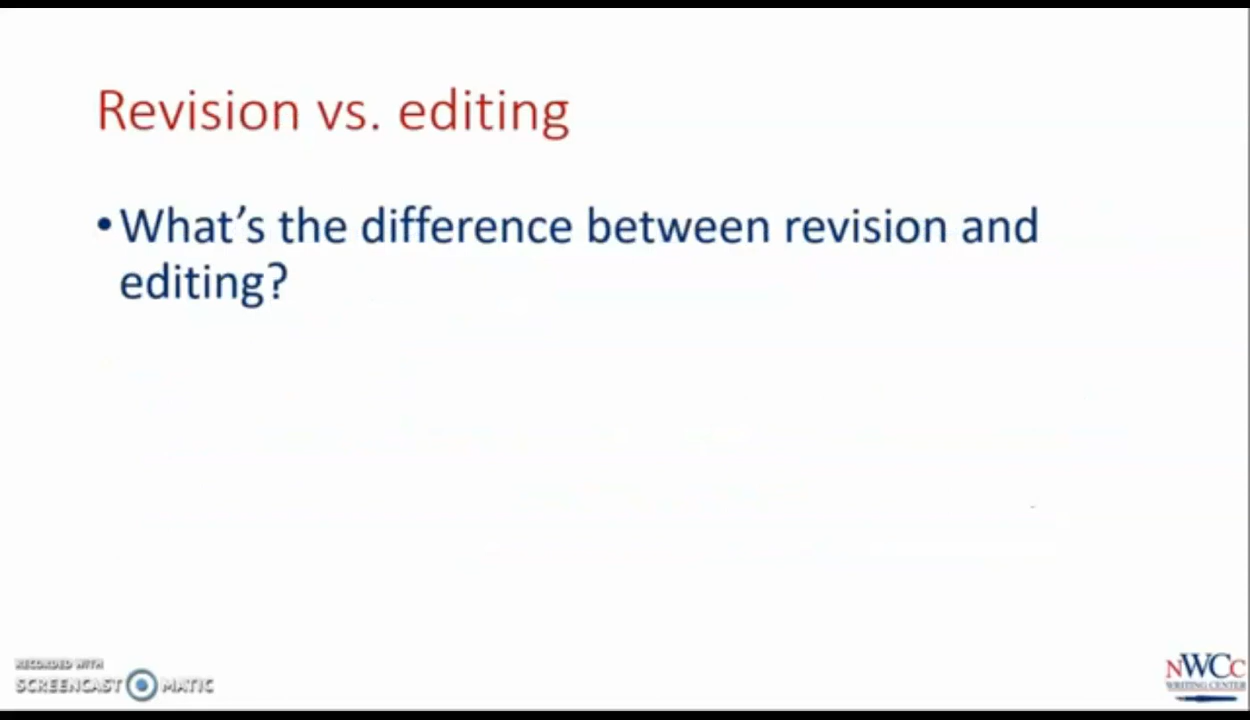 Revision vs. editing
•What's the difference between revision and
editing?
RECORDED WITH
SCREENCAST MATIC
NWCC
WRITING CENTER